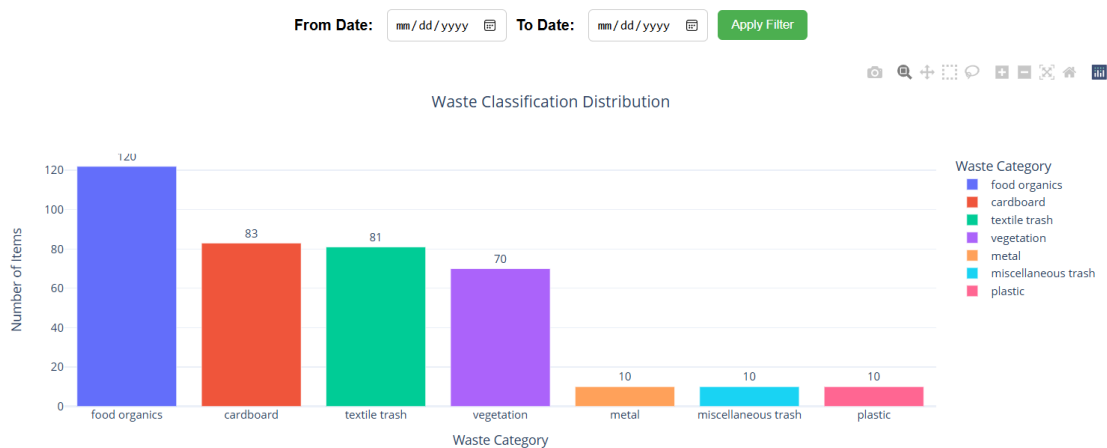 From Date: mm/dd/yyyy To Date: mm/dd/yyyy Apply Filter
Waste Classification Distribution
Number of Items
120
100
80
60
40
20
0
120
83
81
70
10
10
10
food organics
cardboard
textile trash
vegetation
metal
miscellaneous trash
plastic
Waste Category
Waste Category
food organics
cardboard
textile trash
vegetation
metal
miscellaneous trash
plastic